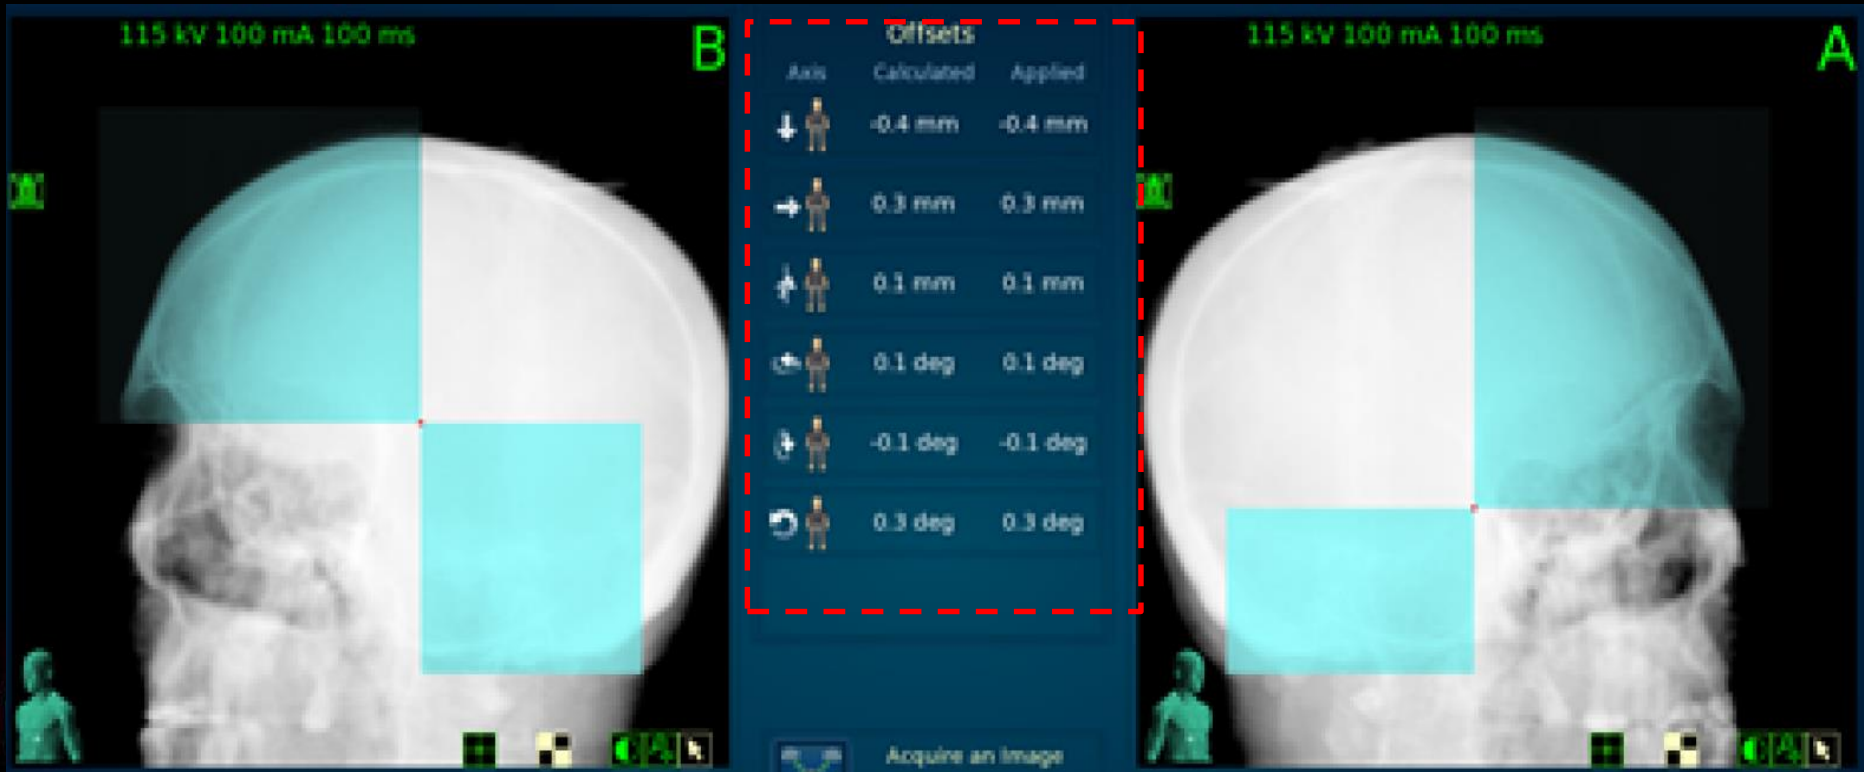 115 kV 100 mA 100 ms
B
Offsets
Axis Calculated Applied
-0.4 mm -0.4 mm
0.3 mm 0.3 mm
0.1 mm 0.1 mm
0.1 deg 0.1 deg
-0.1 deg -0.1 deg
0.3 deg 0.3 deg
Acquire an Image
115 kV 100 mA 100 ms
A